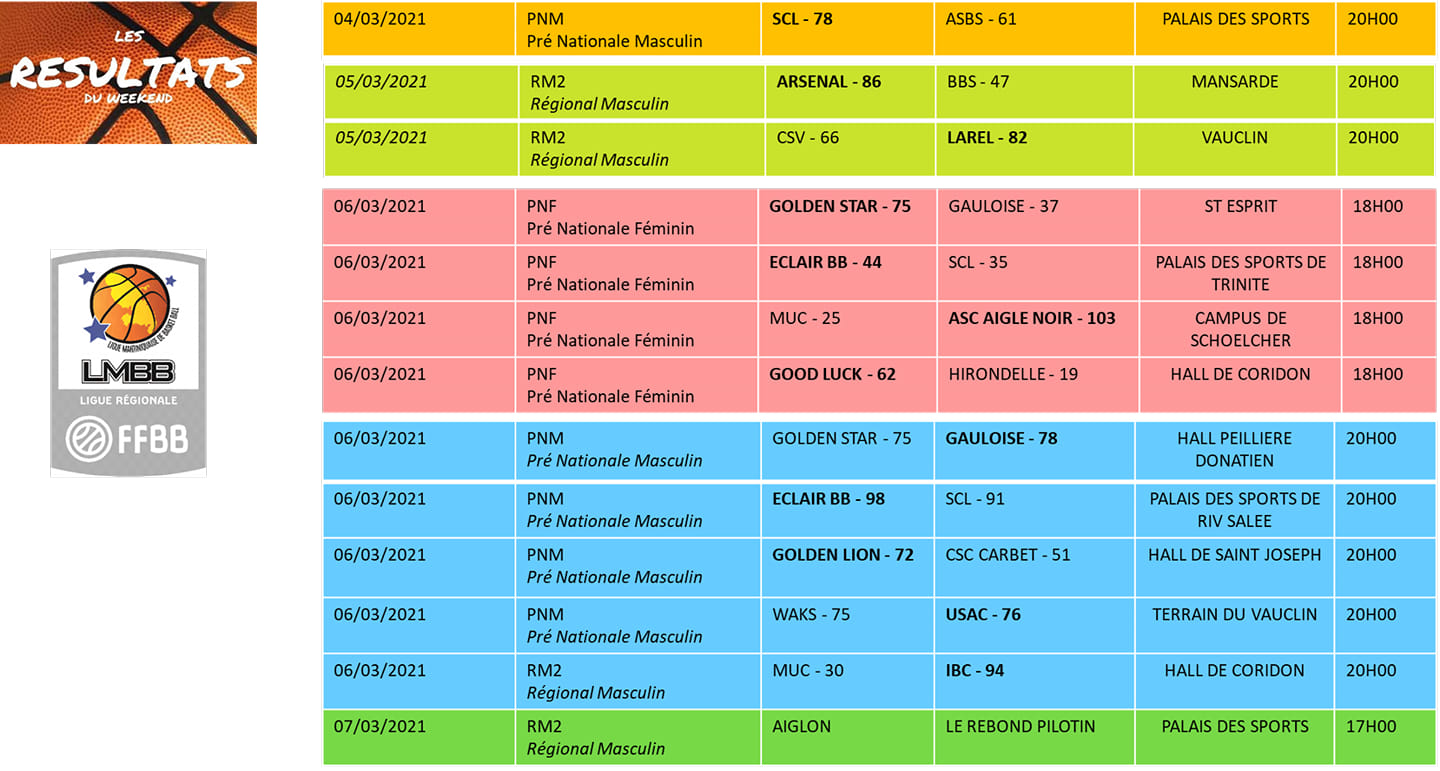 LES
RESULTATS
DU WEEKEND
LIGUE MARTINIQUAISE DE BASKET BALL
LMBB
LIGUE RÉGIONALE
FFBB
04/03/2021 PNM SCL - 78 ASBS - 61 PALAIS DES SPORTS 20H00
Pré Nationale Masculin
05/03/2021 RM2 ARSENAL - 86 BBS - 47 MANSARDE 20H00
Régional Masculin
05/03/2021 RM2 CSV - 66 LAREL - 82 VAUCLIN 20H00
Régional Masculin
06/03/2021 PNF GOLDEN STAR - 75 GAULOISE - 37 ST ESPRIT 18H00
Pré Nationale Féminin
06/03/2021 PNF ECLAIR BB - 44 SCL - 35 PALAIS DES SPORTS DE 18H00
Pré Nationale Féminin TRINITE
06/03/2021 PNF MUC - 25 ASC AIGLE NOIR - 103 CAMPUS DE 18H00
Pré Nationale Féminin SCHOELCHER
06/03/2021 PNF GOOD LUCK - 62 HIRONDELLE - 19 HALL DE CORIDON 18H00
Pré Nationale Féminin
06/03/2021 PNM GOLDEN STAR - 75 GAULOISE - 78 HALL PEILLIERE 20H00
Pré Nationale Masculin DONATIEN
06/03/2021 PNM ECLAIR BB - 98 SCL - 91 PALAIS DES SPORTS DE 20H00
Pré Nationale Masculin RIV SALEE
06/03/2021 PNM GOLDEN LION - 72 CSC CARBET - 51 HALL DE SAINT JOSEPH 20H00
Pré Nationale Masculin
06/03/2021 PNM WAKS - 75 USAC - 76 TERRAIN DU VAUCLIN 20H00
Pré Nationale Masculin
06/03/2021 RM2 MUC - 30 IBC - 94 HALL DE CORIDON 20H00
Régional Masculin
07/03/2021 RM2 AIGLON LE REBOND PILOTIN PALAIS DES SPORTS 17H00
Régional Masculin